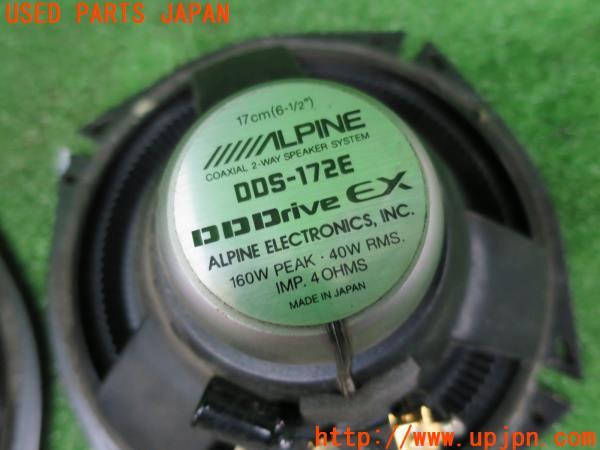 USED PARTS JAPAN
17cm(6-1/2")
ALPINE
COAXIAL 2-WAY SPEAKER SYSTEM
DDS-172E
DDDrive EX
ALPINE ELECTRONICS, INC.
160W PEAK · 40W RMS.
IMP. 4 OHMS
MADE IN JAPAN
http://www.upjpn.com